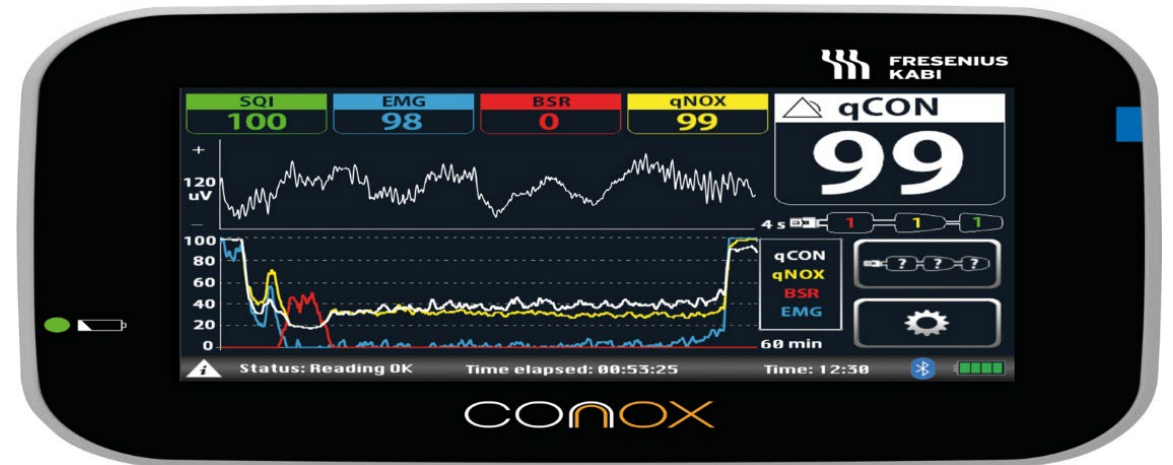 FRESENIUS
KABI
SQI
100
EMG
98
BSR
0
qNOX
99
qCON
99
+
120
uV
–
4 s
1
1
1
100
80
60
40
20
0
qCON
qNOX
BSR
EMG
60 min
? ? ?
Status: Reading OK
Time elapsed: 00:53:25
Time: 12:30
conox